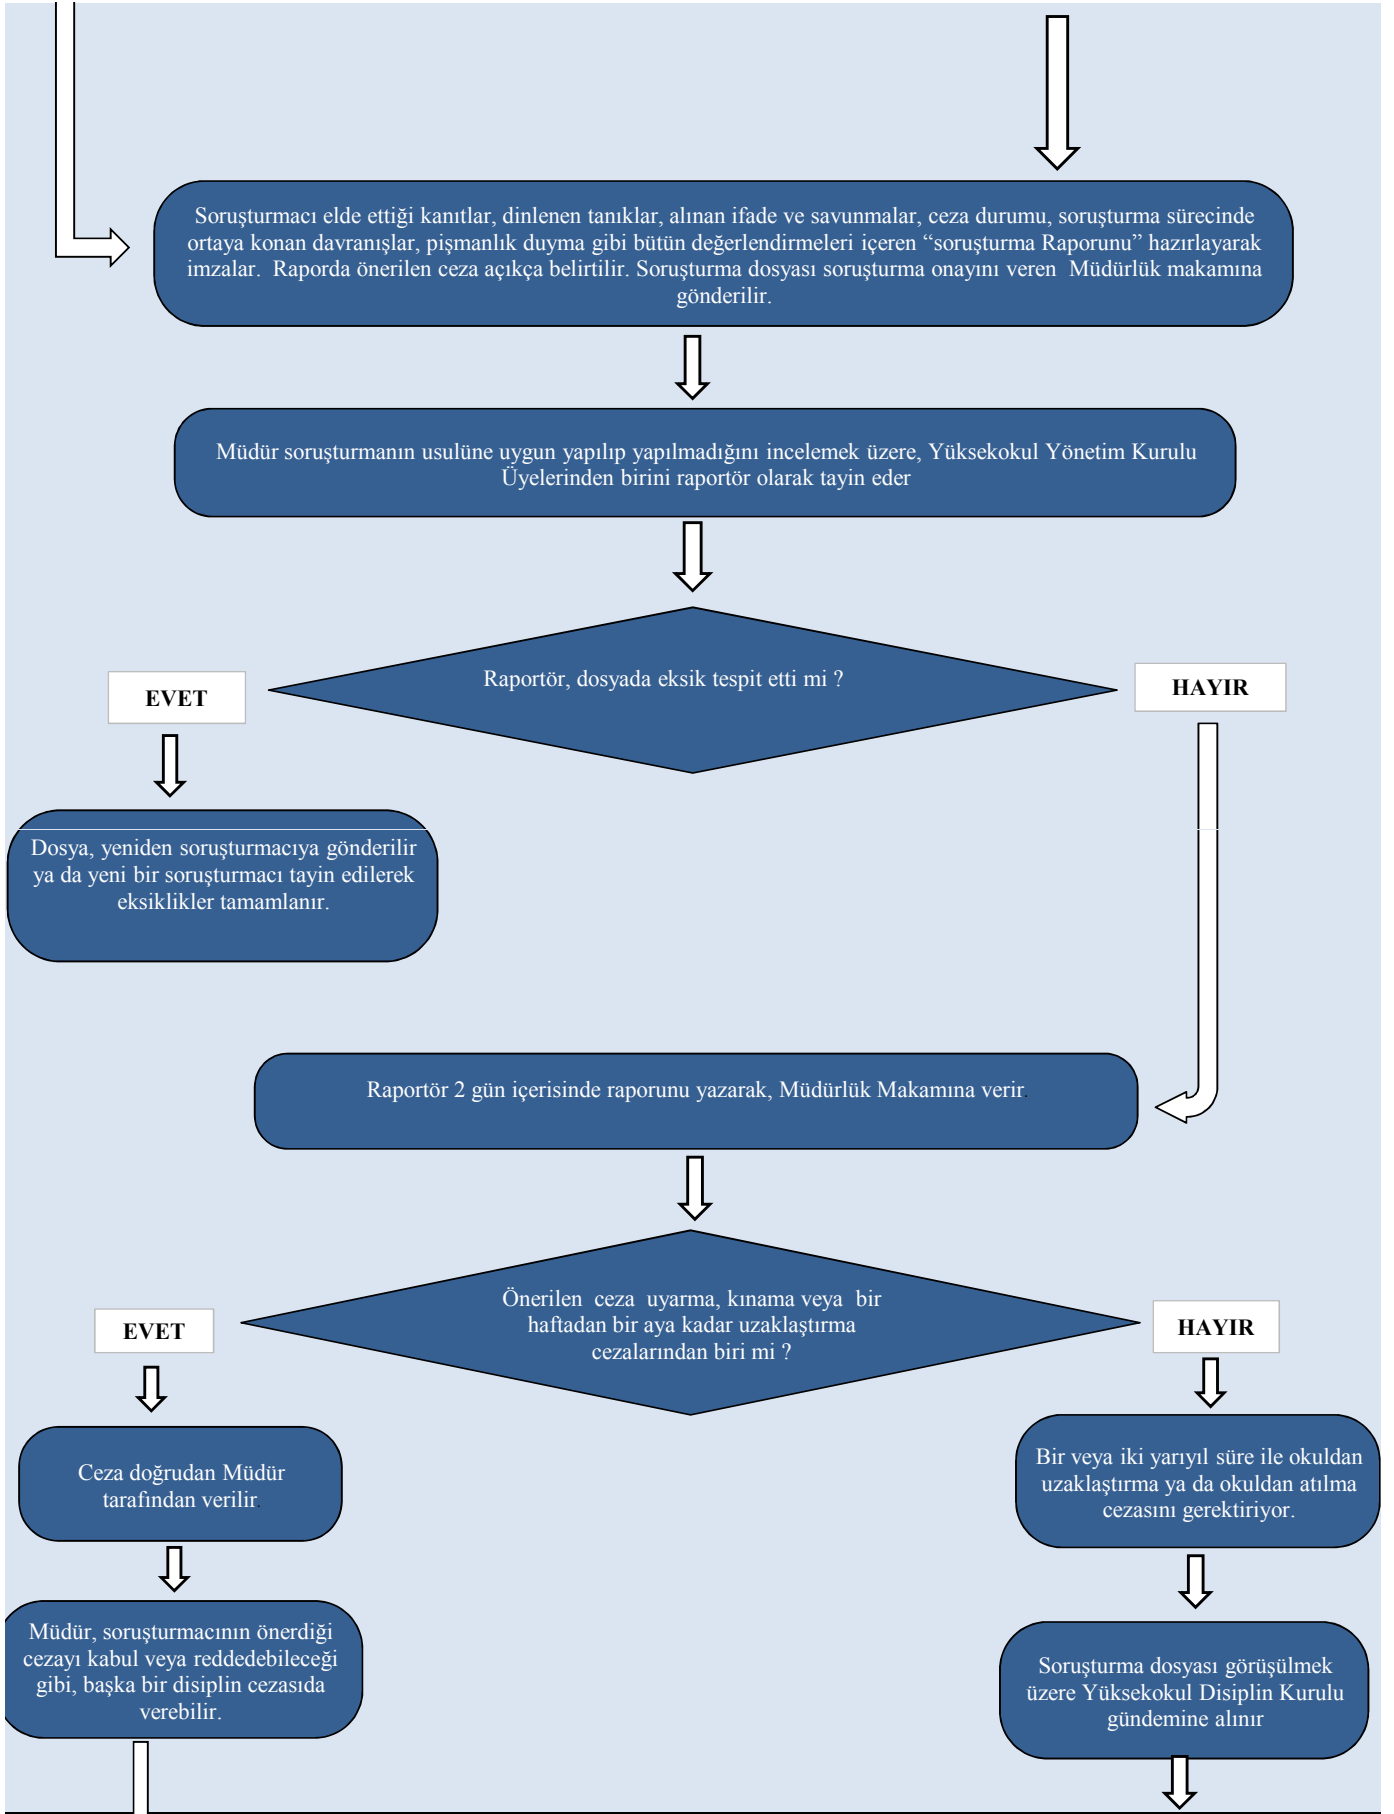 Soruşturmacı elde ettiği kanıtlar, dinlenen tanıklar, alınan ifade ve savunmalar, ceza durumu, soruşturma sürecinde
ortaya konan davranışlar, pişmanlık duyma gibi bütün değerlendirmeleri içeren “soruşturma Raporunu” hazırlayarak
imzalar. Raporda önerilen ceza açıkça belirtilir. Soruşturma dosyası soruşturma onayını veren Müdürlük makamına
gönderilir.
Müdür soruşturmanın usulüne uygun yapılıp yapılmadığını incelemek üzere, Yüksekokul Yönetim Kurulu
Üyelerinden birini raportör olarak tayin eder
Raportör, dosyada eksik tespit etti mi ?
EVET
HAYIR
Dosya, yeniden soruşturmacıya gönderilir
ya da yeni bir soruşturmacı tayin edilerek
eksiklikler tamamlanır.
Raportör 2 gün içerisinde raporunu yazarak, Müdürlük Makamına verir.
Önerilen ceza uyarma, kınama veya bir
haftadan bir aya kadar uzaklaştırma
cezalarından biri mi ?
EVET
HAYIR
Ceza doğrudan Müdür
tarafından verilir.
Bir veya iki yarıyıl süre ile okuldan
uzaklaştırma ya da okuldan atılma
cezasını gerektiriyor.
Müdür, soruşturmacının önerdiği
cezayı kabul veya reddedebileceği
gibi, başka bir disiplin cezasıda
verebilir.
Soruşturma dosyası görüşülmek
üzere Yüksekokul Disiplin Kurulu
gündemine alınır